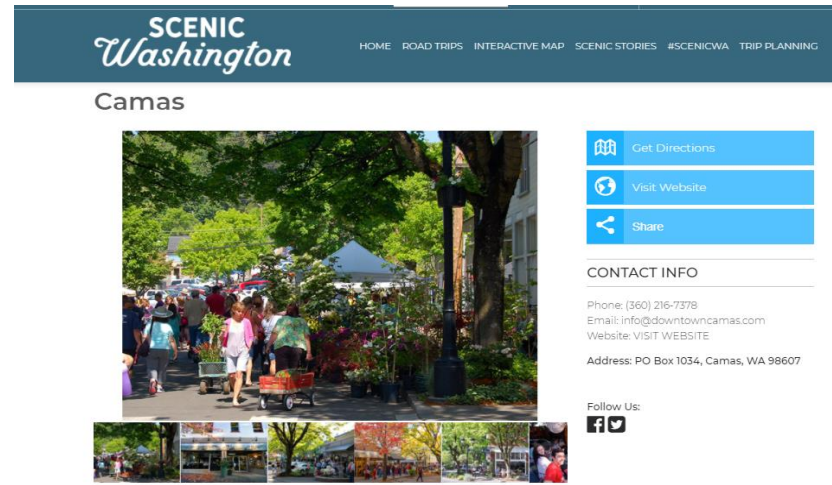 SCENIC
Washington
HOME ROAD TRIPS INTERACTIVE MAP SCENIC STORIES #SCENICWA TRIP PLANNING
Camas
Get Directions
Visit Website
Share
CONTACT INFO
Phone: (360) 216-7378
Email: info@downtowncamas.com
Website: VISIT WEBSITE
Address: PO Box 1034, Camas, WA 98607
Follow Us: